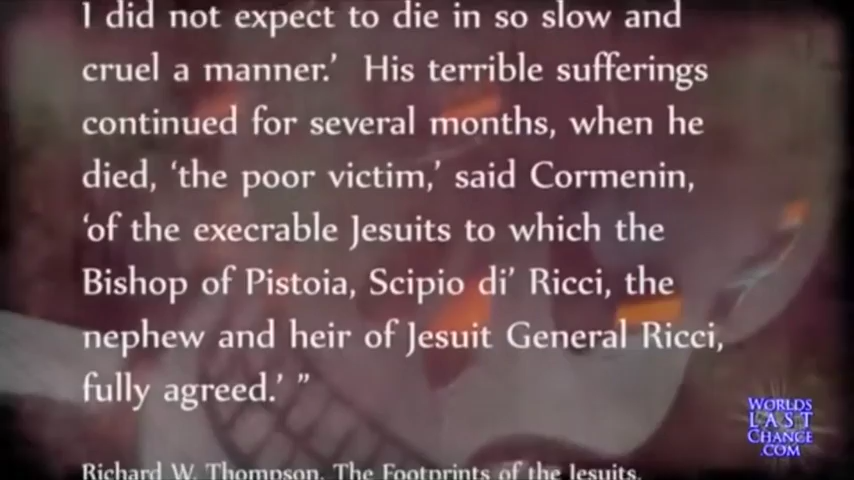 I did not expect to die in so slow and
cruel a manner.’ His terrible sufferings
continued for several months, when he
died, ‘the poor victim,’ said Cormenin,
‘of the execrable Jesuits to which the
Bishop of Pistoia, Scipio di’ Ricci, the
nephew and heir of Jesuit General Ricci,
fully agreed.’ ”
Richard W. Thompson, The Footprints of the Jesuits,
WORLDS
LAST
CHANCE
.COM